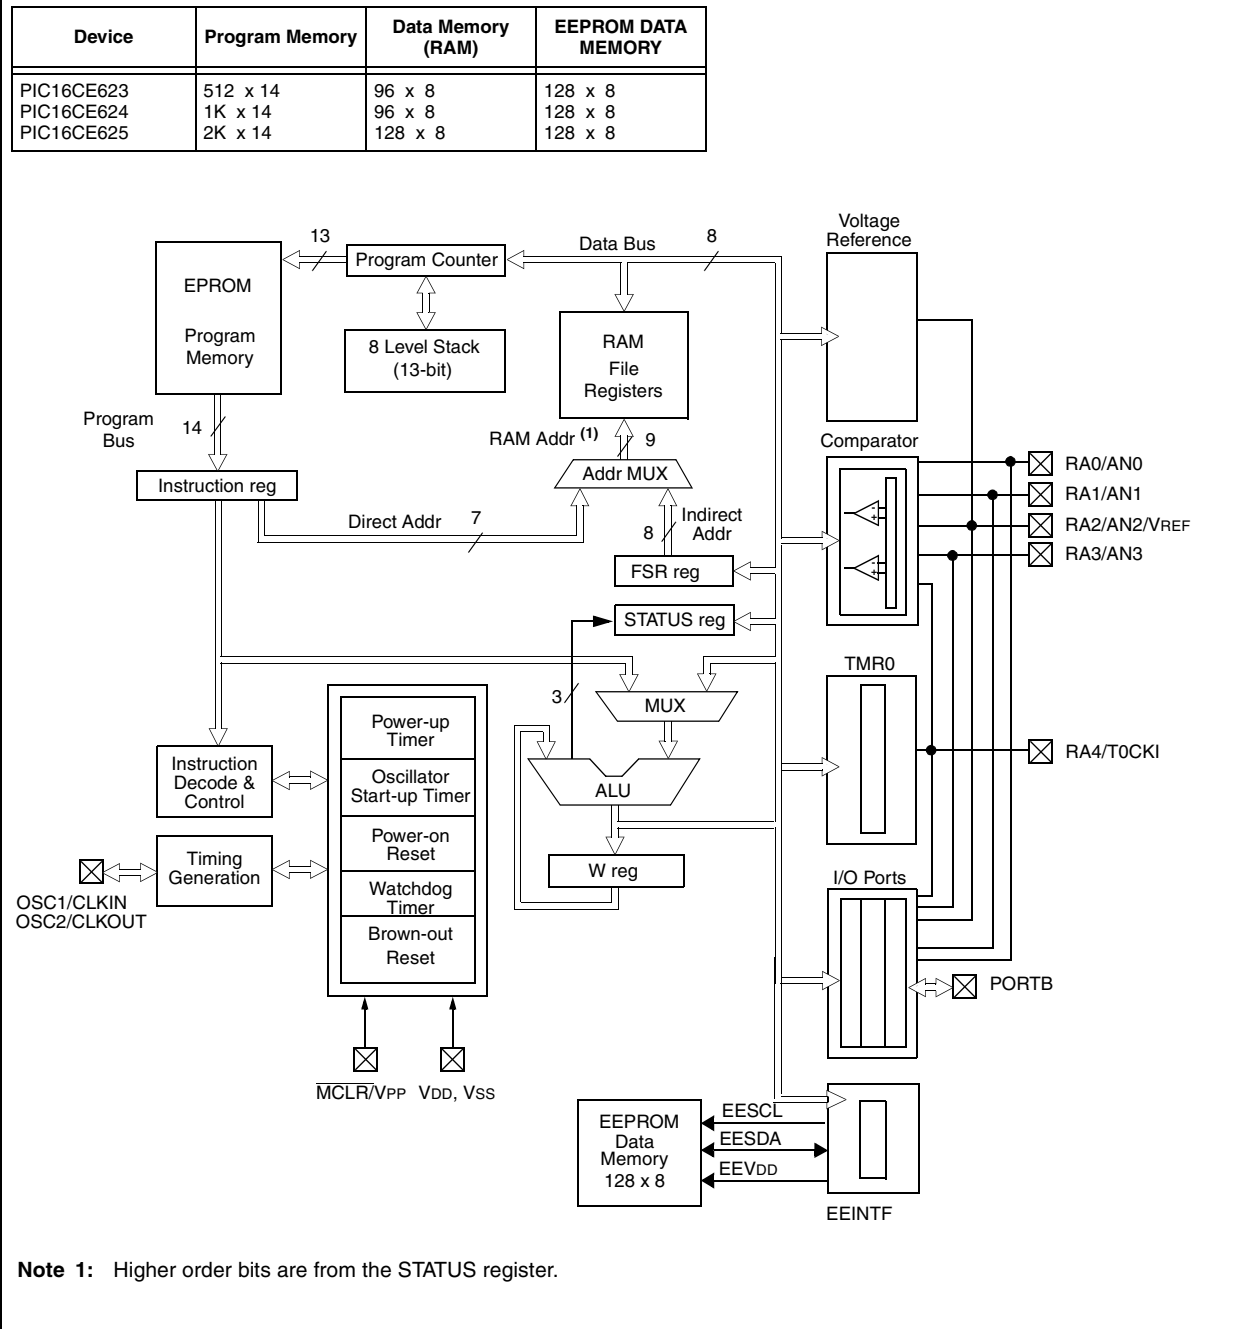 Device Program Memory Data Memory (RAM) EEPROM DATA MEMORY
PIC16CE623 512 x 14 96 x 8 128 x 8
PIC16CE624 1K x 14 96 x 8 128 x 8
PIC16CE625 2K x 14 128 x 8 128 x 8
Voltage
Reference
13
Data Bus
8
Program Counter
EPROM
Program
Memory
8 Level Stack
(13-bit)
RAM
File
Registers
Program
Bus
14
RAM Addr (1)
9
Comparator
Addr MUX
Instruction reg
Direct Addr
7
8
Indirect
Addr
FSR reg
STATUS reg
- +
- +
RA0/AN0
RA1/AN1
RA2/AN2/VREF
RA3/AN3
TMR0
3
MUX
Power-up
Timer
Instruction
Decode &
Control
Oscillator
Start-up Timer
ALU
RA4/T0CKI
Power-on
Reset
Timing
Generation
W reg
I/O Ports
Watchdog
Timer
OSC1/CLKIN
OSC2/CLKOUT
Brown-out
Reset
PORTB
MCLR/VPP VDD, VSS
EEPROM
Data
Memory
128 x 8
EESCL
EESDA
EEVDD
EEINTF
Note 1: Higher order bits are from the STATUS register.